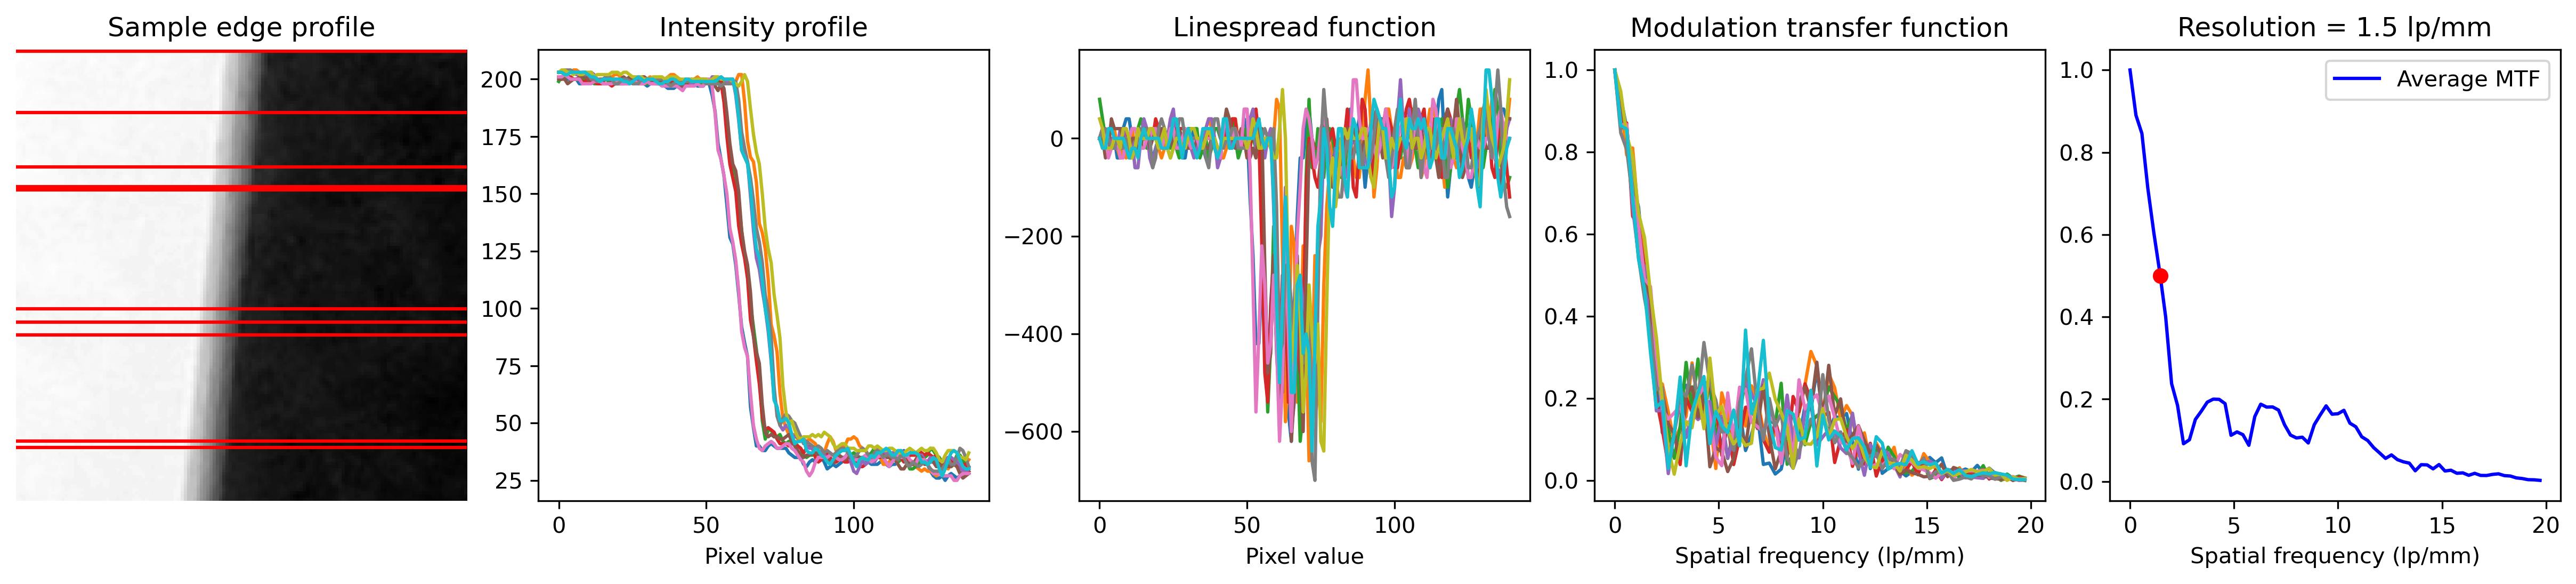 Sample edge profile
Intensity profile
200
175
150
125
100
75
50
25
0 50 100
Pixel value
Linespread function
0
−200
−400
−600
0 50 100
Pixel value
Modulation transfer function
1.0
0.8
0.6
0.4
0.2
0.0
0 5 10 15 20
Spatial frequency (lp/mm)
Resolution = 1.5 lp/mm
Average MTF
1.0
0.8
0.6
0.4
0.2
0.0
0 5 10 15 20
Spatial frequency (lp/mm)